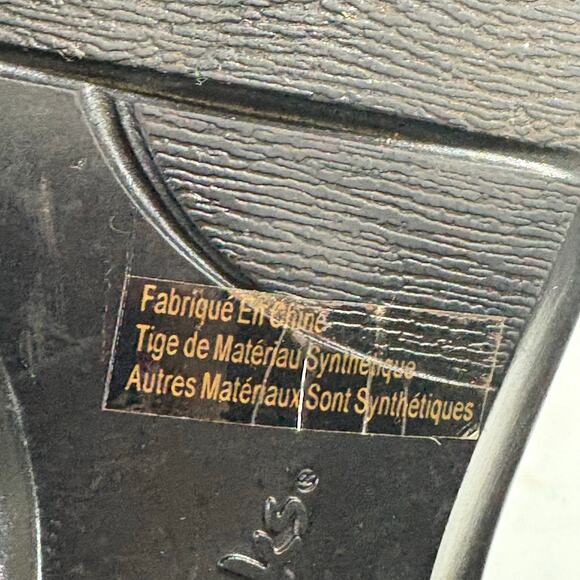 Fabriqué En Chine
Tige de Matériau Synthétique
Autres Matériaux Sont Synthétiques